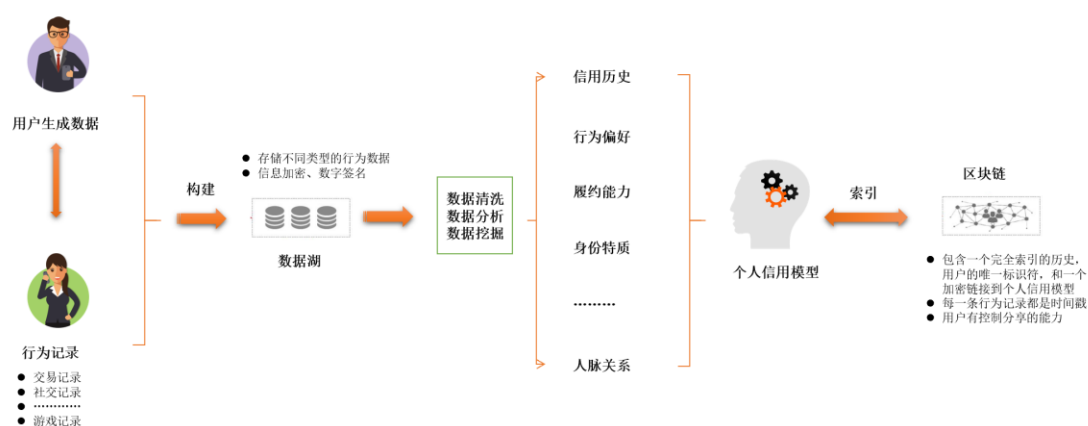 用户生成数据
行为记录
● 交易记录
● 社交记录
● …………
● 游戏记录
构建
● 存储不同类型的行为数据
● 信息加密、数字签名
数据湖
数据清洗
数据分析
数据挖掘
信用历史
行为偏好
履约能力
身份特质
………
人脉关系
个人信用模型
索引
区块链
● 包含一个完全索引的历史，
用户的唯一标识符，和一个
加密链接到个人信用模型
● 每一条行为记录都是时间戳
● 用户有控制分享的能力